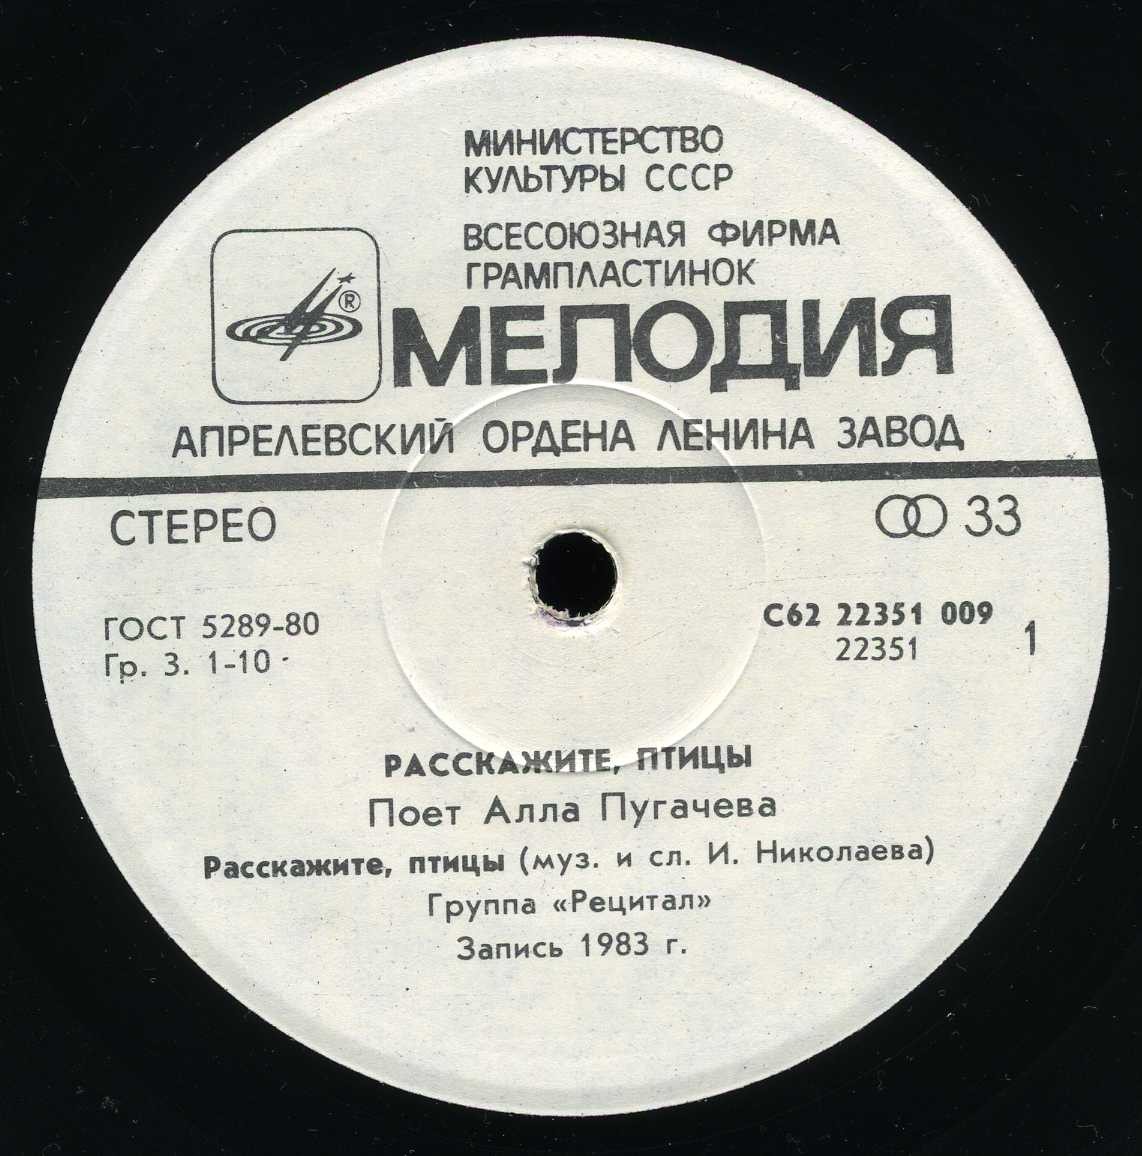 МИНИСТЕРСТВО
КУЛЬТУРЫ СССР
ВСЕСОЮЗНАЯ ФИРМА
ГРАМПЛАСТИНОК
®
МЕЛОДИЯ
АПРЕЛЕВСКИЙ ОРДЕНА ЛЕНИНА ЗАВОД
СТЕРЕО
33
ГОСТ 5289-80
Гр. 3. 1-10
С62 22351 009
22351
1
РАССКАЖИТЕ, ПТИЦЫ
Поет Алла Пугачева
Расскажите, птицы (муз. и сл. И. Николаева)
Группа «Рецитал»
Запись 1983 г.